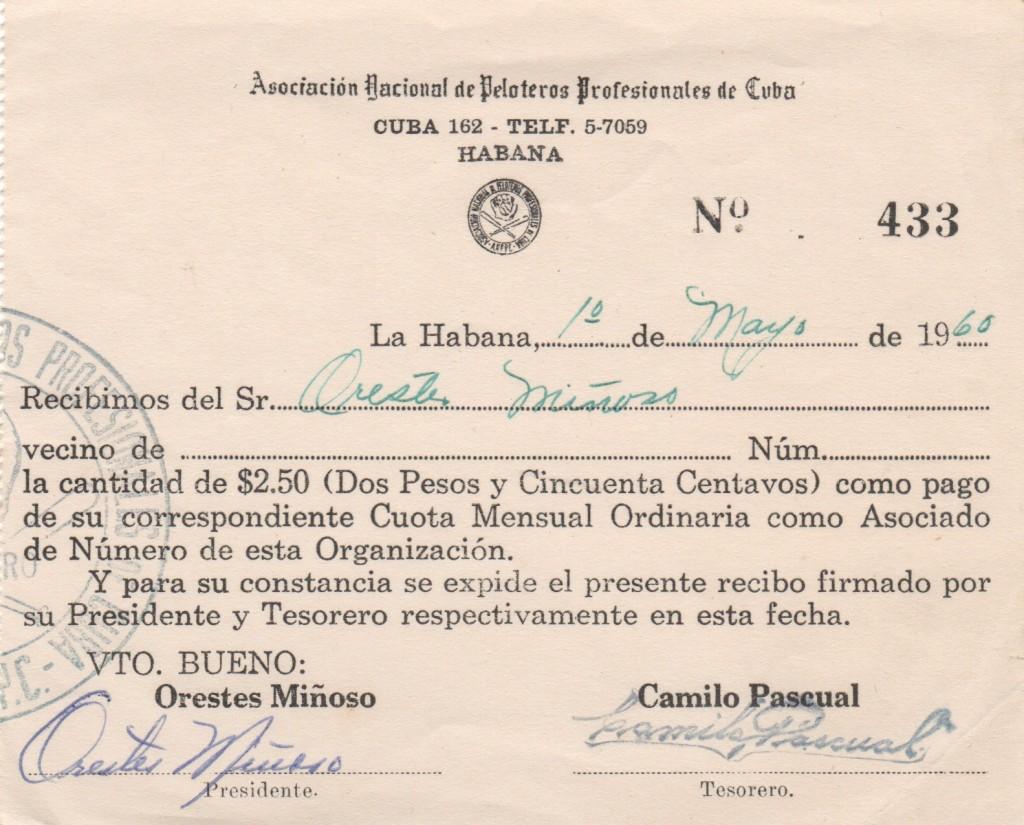 Asociación Nacional de Peloteros Profesionales de Cuba
CUBA 162 - TELF. 5-7059
HABANA
Nº. 433
La Habana, 1º de Mayo de 1960
Recibimos del Sr. Orestes Miñoso
vecino de Núm.
la cantidad de $2.50 (Dos Pesos y Cincuenta Centavos) como pago
de su correspondiente Cuota Mensual Ordinaria como Asociado
de Número de esta Organización.
Y para su constancia se expide el presente recibo firmado por
su Presidente y Tesorero respectivamente en esta fecha.
VTO. BUENO:
Orestes Miñoso Camilo Pascual
Orestes Miñoso Camilo Pascual
Presidente. Tesorero.
OS PROFESIONALES DE CUBA
P.C.-